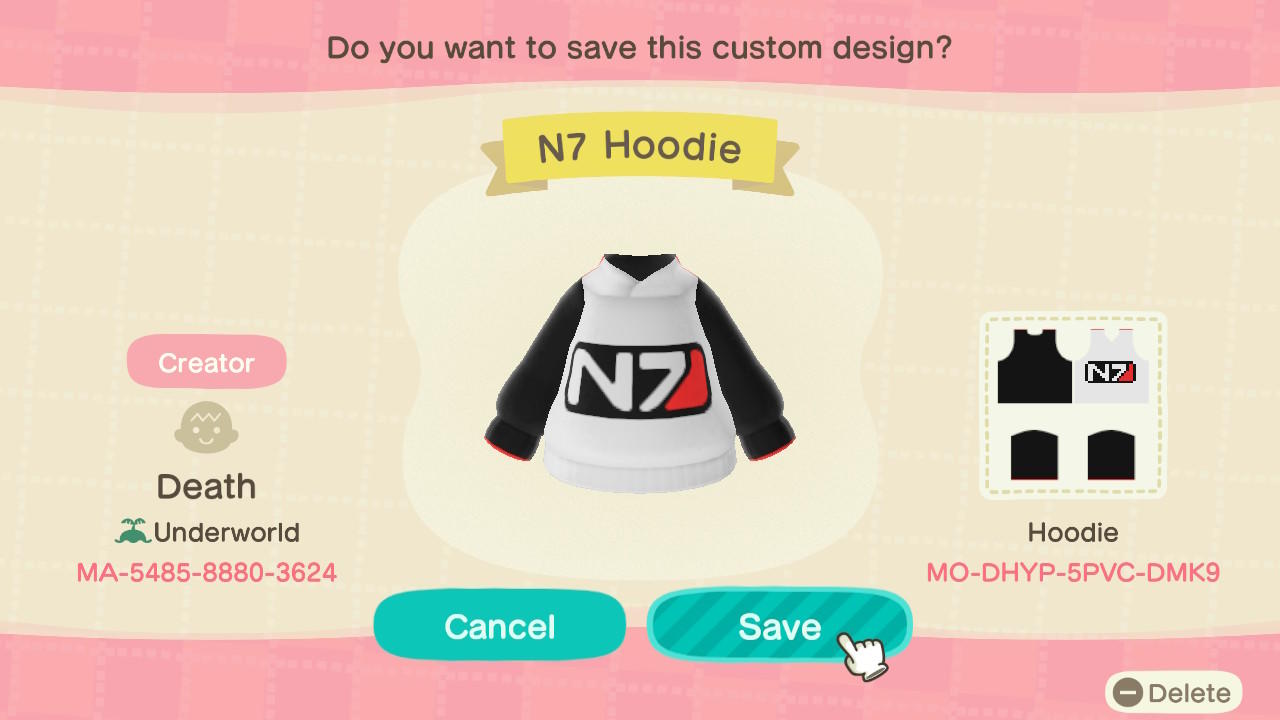 Do you want to save this custom design?
N7 Hoodie
N7
N7
Creator
Death
Underworld
MA-5485-8880-3624
Hoodie
MO-DHYP-5PVC-DMK9
Cancel
Save
Delete